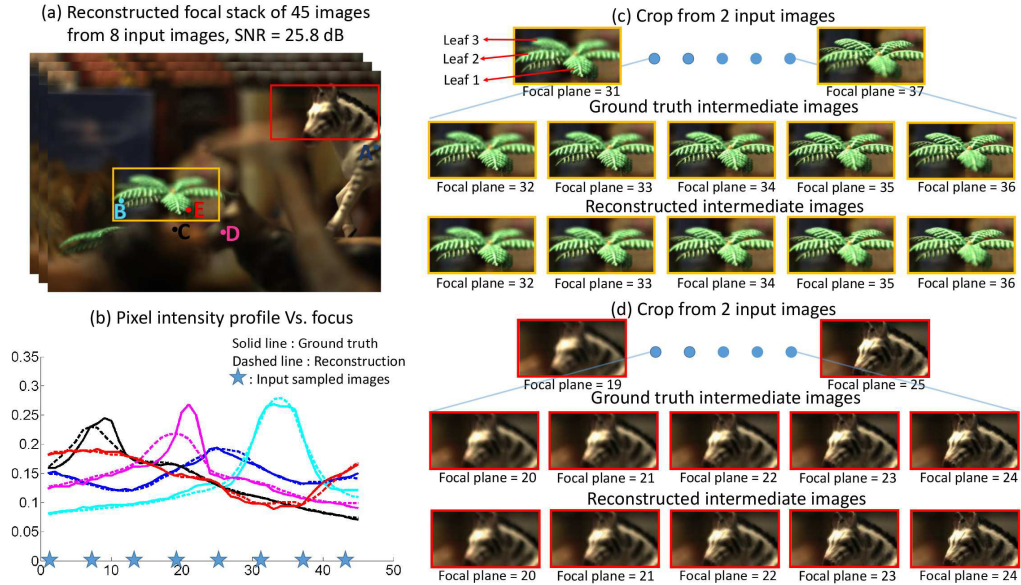 (a) Reconstructed focal stack of 45 images
from 8 input images, SNR = 25.8 dB
A
B
E
C
D
(b) Pixel intensity profile Vs. focus
Solid line : Ground truth
Dashed line : Reconstruction
: Input sampled images
0.35
0.3
0.25
0.2
0.15
0.1
0.05
0
0 10 20 30 40 50
(c) Crop from 2 input images
Leaf 3
Leaf 2
Leaf 1
Focal plane = 31 Focal plane = 37
Ground truth intermediate images
Focal plane = 32 Focal plane = 33 Focal plane = 34 Focal plane = 35 Focal plane = 36
Reconstructed intermediate images
Focal plane = 32 Focal plane = 33 Focal plane = 34 Focal plane = 35 Focal plane = 36
(d) Crop from 2 input images
Focal plane = 19 Focal plane = 25
Ground truth intermediate images
Focal plane = 20 Focal plane = 21 Focal plane = 22 Focal plane = 23 Focal plane = 24
Reconstructed intermediate images
Focal plane = 20 Focal plane = 21 Focal plane = 22 Focal plane = 23 Focal plane = 24